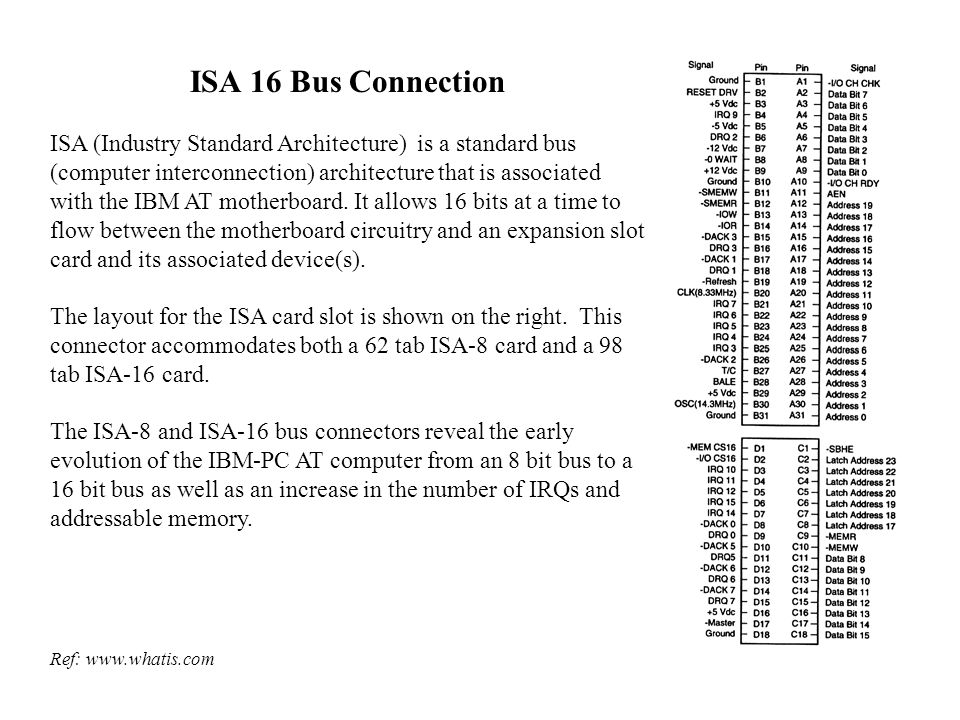 ISA 16 Bus Connection
ISA (Industry Standard Architecture) is a standard bus
(computer interconnection) architecture that is associated
with the IBM AT motherboard. It allows 16 bits at a time to
flow between the motherboard circuitry and an expansion slot
card and its associated device(s).
The layout for the ISA card slot is shown on the right. This
connector accommodates both a 62 tab ISA-8 card and a 98
tab ISA-16 card.
The ISA-8 and ISA-16 bus connectors reveal the early
evolution of the IBM-PC AT computer from an 8 bit bus to a
16 bit bus as well as an increase in the number of IRQs and
addressable memory.
Ref: www.whatis.com
Signal Pin Pin Signal
Ground B1 A1 -I/O CH CHK
RESET DRV B2 A2 Data Bit 7
+5 Vdc B3 A3 Data Bit 6
IRQ 9 B4 A4 Data Bit 5
-5 Vdc B5 A5 Data Bit 4
DRQ 2 B6 A6 Data Bit 3
-12 Vdc B7 A7 Data Bit 2
-0 WAIT B8 A8 Data Bit 1
+12 Vdc B9 A9 Data Bit 0
Ground B10 A10 -I/O CH RDY
-SMEMW B11 A11 AEN
-SMEMR B12 A12 Address 19
-IOW B13 A13 Address 18
-IOR B14 A14 Address 17
-DACK 3 B15 A15 Address 16
DRQ 3 B16 A16 Address 15
-DACK 1 B17 A17 Address 14
DRQ 1 B18 A18 Address 13
-Refresh B19 A19 Address 12
CLK(8.33MHz) B20 A20 Address 11
IRQ 7 B21 A21 Address 10
IRQ 6 B22 A22 Address 9
IRQ 5 B23 A23 Address 8
IRQ 4 B24 A24 Address 7
IRQ 3 B25 A25 Address 6
-DACK 2 B26 A26 Address 5
T/C B27 A27 Address 4
BALE B28 A28 Address 3
+5 Vdc B29 A29 Address 2
OSC(14.3MHz) B30 A30 Address 1
Ground B31 A31 Address 0
-MEM CS16 D1 C1 -SBHE
-I/O CS16 D2 C2 Latch Address 23
IRQ 10 D3 C3 Latch Address 22
IRQ 11 D4 C4 Latch Address 21
IRQ 12 D5 C5 Latch Address 20
IRQ 15 D6 C6 Latch Address 19
IRQ 14 D7 C7 Latch Address 18
-DACK 0 D8 C8 Latch Address 17
DRQ 0 D9 C9 -MEMR
-DACK 5 D10 C10 -MEMW
DRQ5 D11 C11 Data Bit 8
-DACK 6 D12 C12 Data Bit 9
DRQ 6 D13 C13 Data Bit 10
-DACK 7 D14 C14 Data Bit 11
DRQ 7 D15 C15 Data Bit 12
+5 Vdc D16 C16 Data Bit 13
-Master D17 C17 Data Bit 14
Ground D18 C18 Data Bit 15